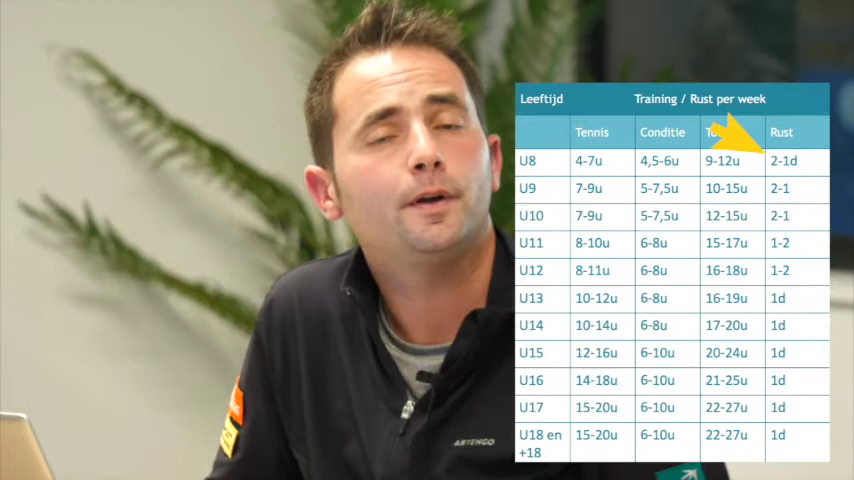 Leeftijd Training / Rust per week
Tennis Conditie Rust
U8 4-7u 4,5-6u 9-12u 2-1d
U9 7-9u 5-7,5u 10-15u 2-1
U10 7-9u 5-7,5u 12-15u 2-1
U11 8-10u 6-8u 15-17u 1-2
U12 8-11u 6-8u 16-18u 1-2
U13 10-12u 6-8u 16-19u 1d
U14 10-14u 6-8u 17-20u 1d
U15 12-16u 6-10u 20-24u 1d
U16 14-18u 6-10u 21-25u 1d
U17 15-20u 6-10u 22-27u 1d
U18 en +18 15-20u 6-10u 22-27u 1d
ARTENGO